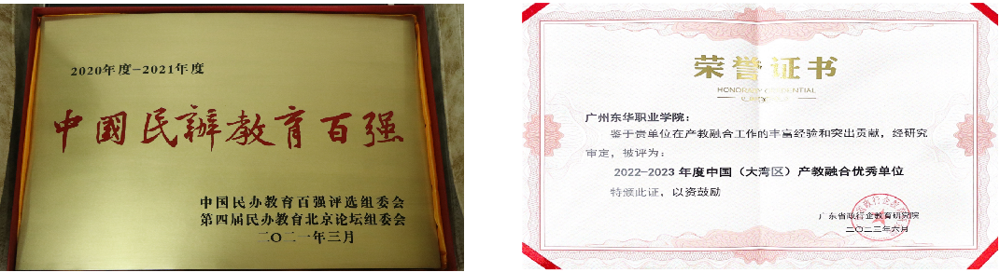 2020年度-2021年度
中國民辦教育百强
中国民办教育百强评选组委会
第四届民办教育北京论坛组委会
二〇二一年三月
荣誉证书
HONORARY CREDENTIAL
广州东华职业学院：
鉴于贵单位在产教融合工作的丰富经验和突出贡献，经研究
审定，被评为：
2022-2023 年度中国（大湾区）产教融合优秀单位
特颁此证，以资鼓励
广东省政行企教育研究院
二〇二三年六月